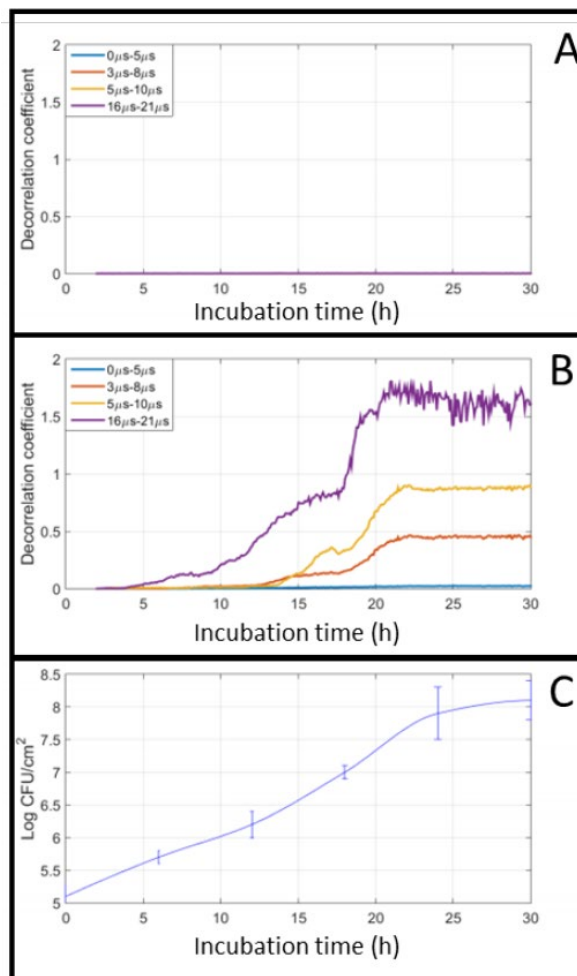 A
2
1.5
1
0.5
0
Decorrelation coefficient
0μs-5μs
3μs-8μs
5μs-10μs
16μs-21μs
0 5 10 15 20 25 30
Incubation time (h)
B
2
1.5
1
0.5
0
Decorrelation coefficient
0μs-5μs
3μs-8μs
5μs-10μs
16μs-21μs
0 5 10 15 20 25 30
Incubation time (h)
C
8.5
8
7.5
7
6.5
6
5.5
5
Log CFU/cm²
0 5 10 15 20 25 30
Incubation time (h)